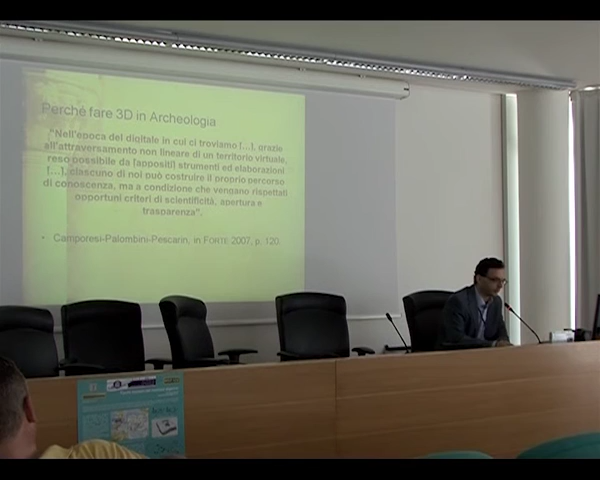 Perché fare 3D in Archeologia
"Nell'epoca del digitale in cui ci troviamo [...], grazie
all'attraversamento non lineare di un territorio virtuale,
reso possibile da [appositi] strumenti ed elaborazioni
[...], ciascuno di noi può costruire il proprio percorso
di conoscenza, ma a condizione che vengano rispettati
opportuni criteri di scientificità, apertura e
trasparenza".
• Camporesi-Palombini-Pescarin, in FORTE 2007, p. 120.